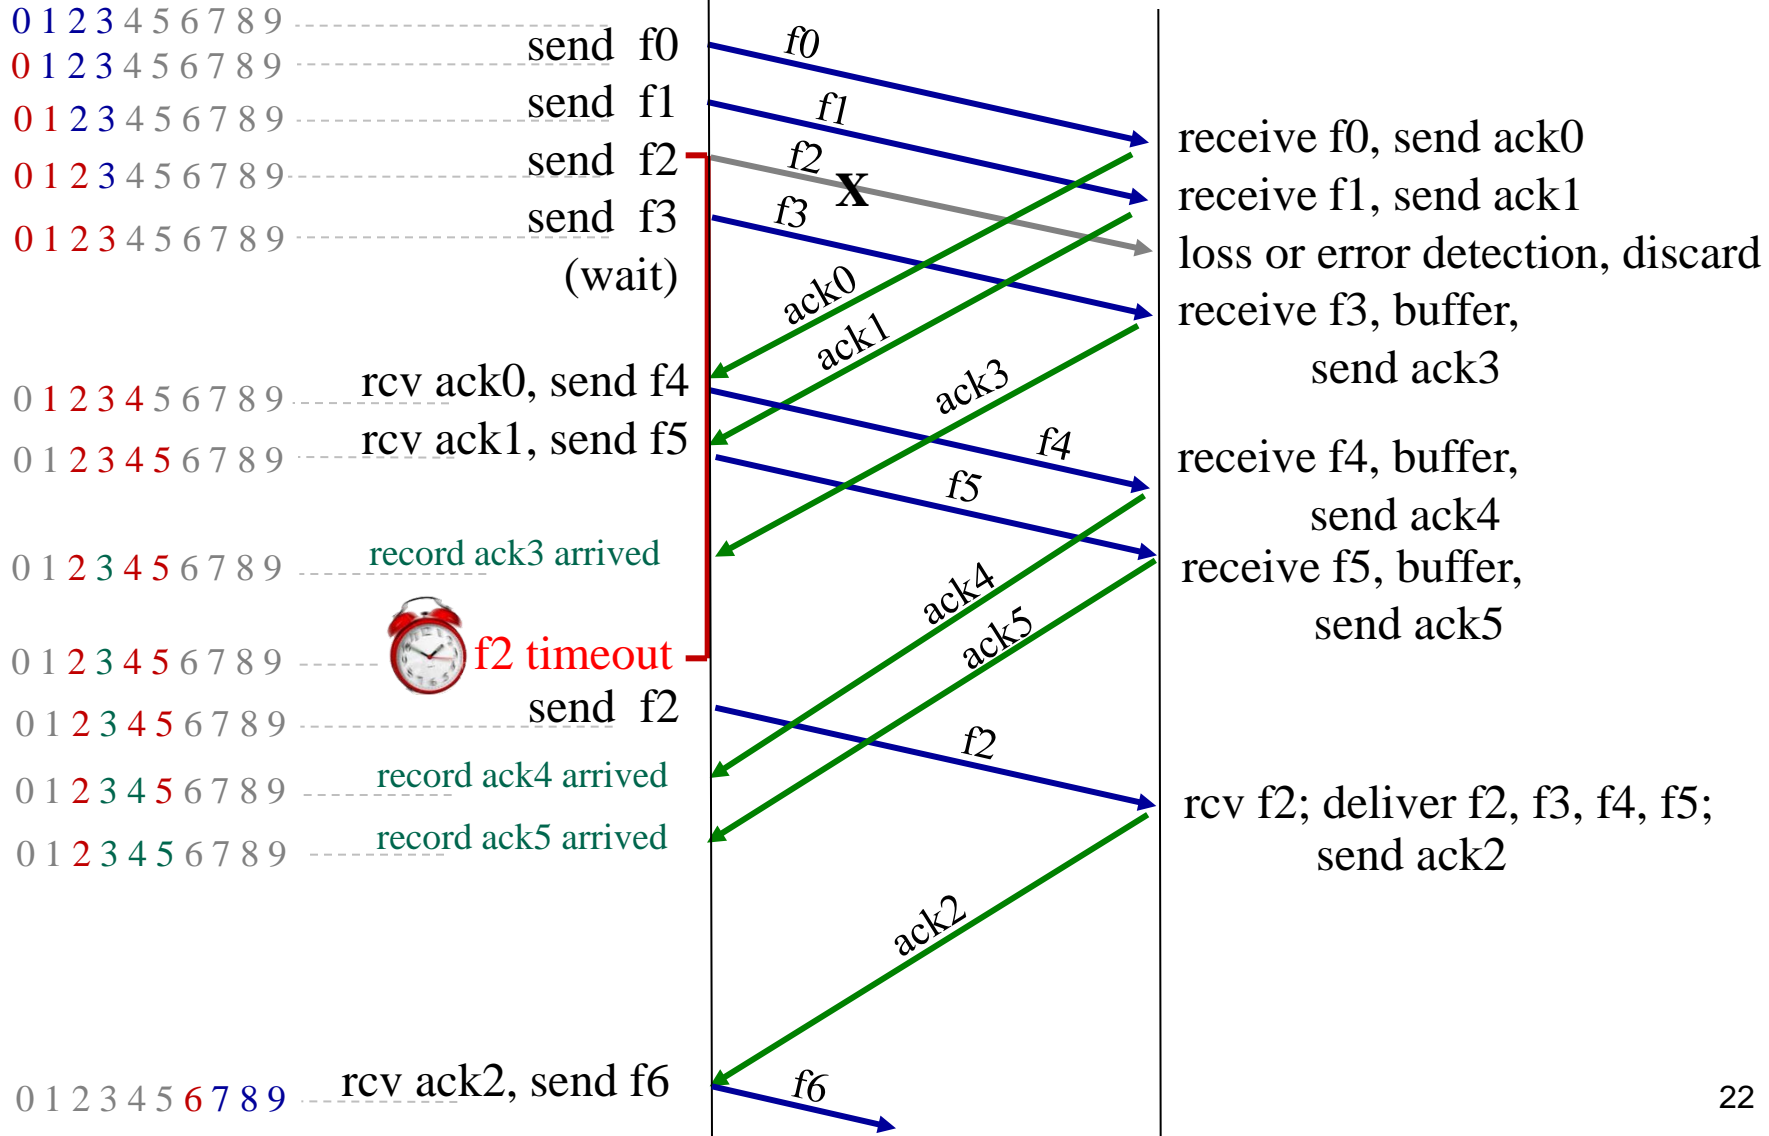 0 1 2 3 4 5 6 7 8 9
send f0
f0
0 1 2 3 4 5 6 7 8 9
send f1
f1
0 1 2 3 4 5 6 7 8 9
receive f0, send ack0
send f2
f2
X
0 1 2 3 4 5 6 7 8 9
receive f1, send ack1
send f3
f3
0 1 2 3 4 5 6 7 8 9
loss or error detection, discard
(wait)
ack0
receive f3, buffer,
send ack3
ack1
rcv ack0, send f4
ack3
0 1 2 3 4 5 6 7 8 9
rcv ack1, send f5
f4
0 1 2 3 4 5 6 7 8 9
receive f4, buffer,
send ack4
f5
record ack3 arrived
0 1 2 3 4 5 6 7 8 9
receive f5, buffer,
send ack5
ack4
ack5
f2 timeout
0 1 2 3 4 5 6 7 8 9
send f2
0 1 2 3 4 5 6 7 8 9
f2
record ack4 arrived
0 1 2 3 4 5 6 7 8 9
rcv f2; deliver f2, f3, f4, f5;
send ack2
record ack5 arrived
0 1 2 3 4 5 6 7 8 9
ack2
rcv ack2, send f6
f6
0 1 2 3 4 5 6 7 8 9
22